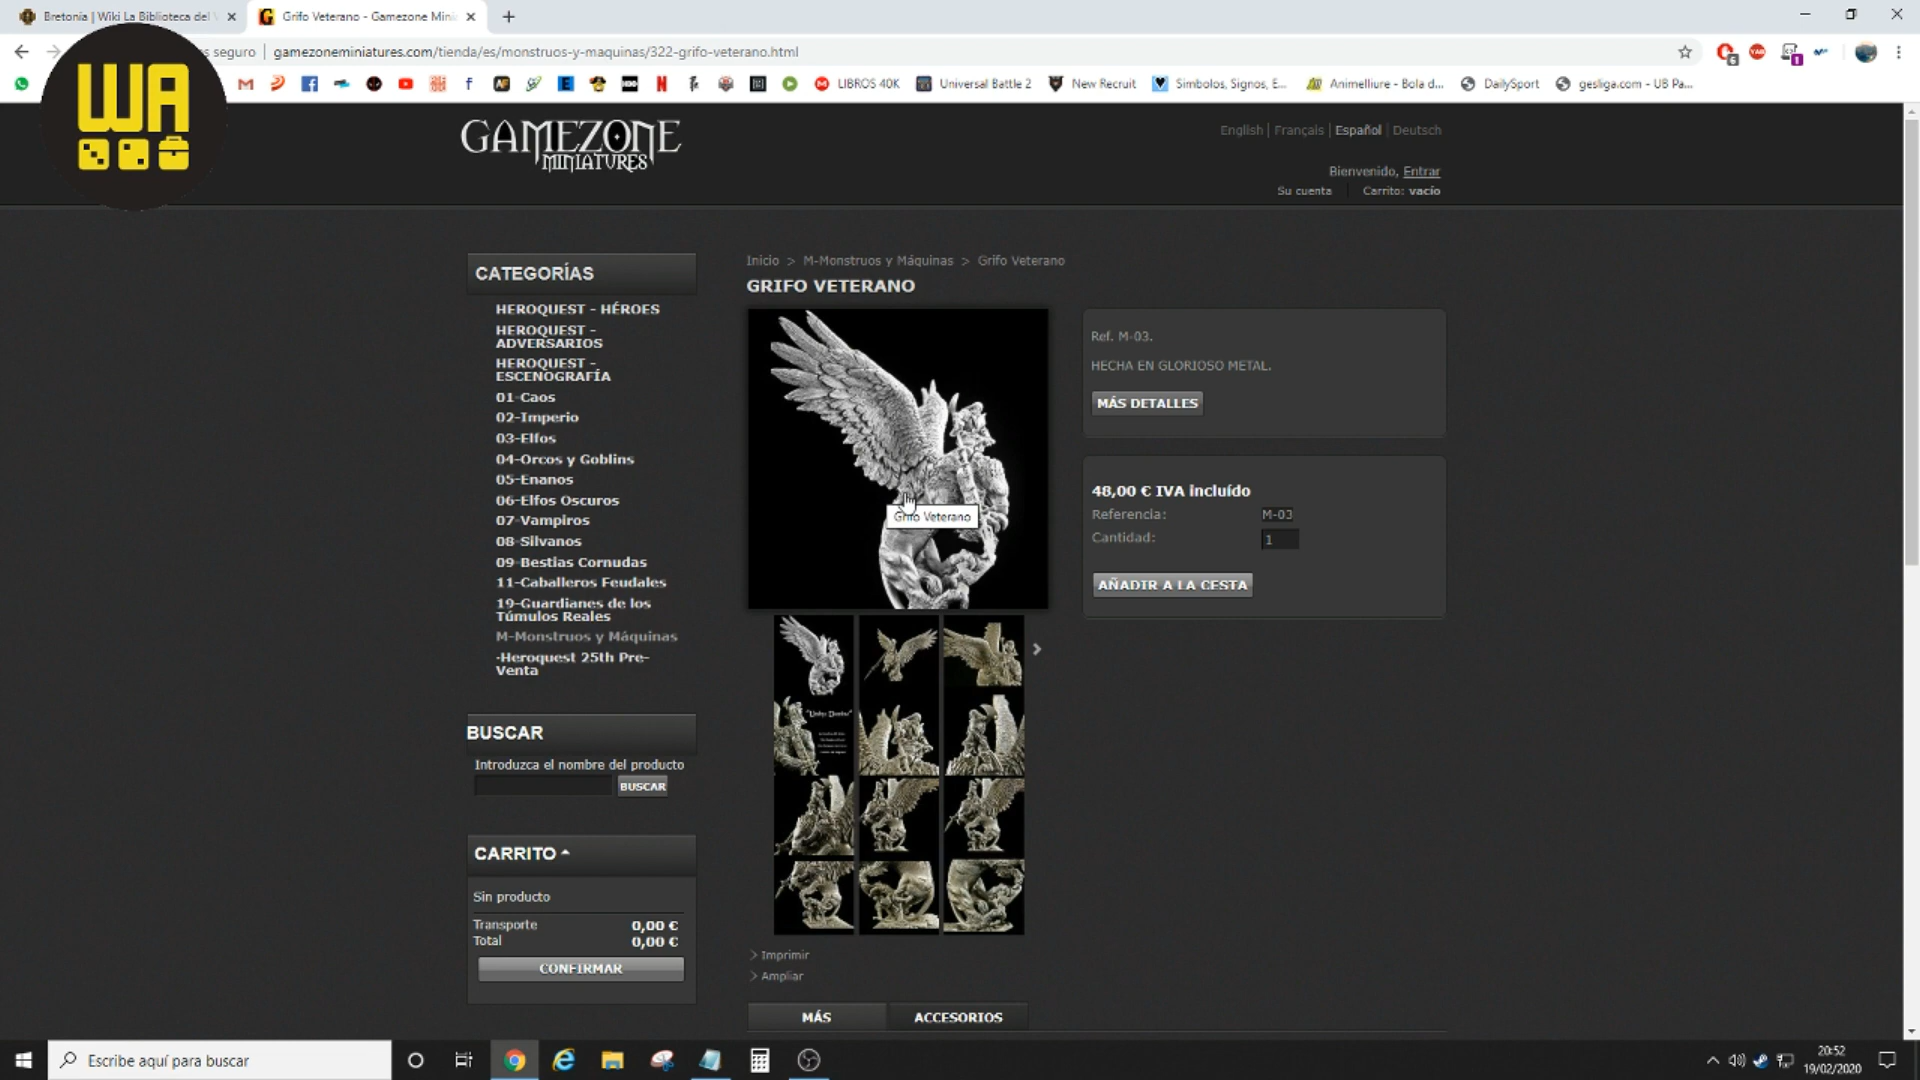 Bretonia | Wiki La Biblioteca del
Grifo Veterano - Gamezone Mini
seguro
gamezoneminiatures.com/tienda/es/monstruos-y-maquinas/322-grifo-veterano.html
LIBROS 40K
Universal Battle 2
New Recruit
Simbolos, Signos, E...
Animelliure - Bola d...
DailySport
gesliga.com - UB Pa...
WA
GAMEZONE
MINIATURES
English | Français | Español | Deutsch
Bienvenido, Entrar
Su cuenta
Carrito: vacío
CATEGORÍAS
HEROQUEST - HÉROES
HEROQUEST -
ADVERSARIOS
HEROQUEST -
ESCENOGRAFÍA
01-Caos
02-Imperio
03-Elfos
04-Orcos y Goblins
05-Enanos
06-Elfos Oscuros
07-Vampiros
08-Silvanos
09-Bestias Cornudas
11-Caballeros Feudales
19-Guardianes de los
Túmulos Reales
M-Monstruos y Máquinas
-Heroquest 25th Pre-
Venta
BUSCAR
Introduzca el nombre del producto
BUSCAR
CARRITO
Sin producto
Transporte 0,00 €
Total 0,00 €
CONFIRMAR
Inicio > M-Monstruos y Máquinas > Grifo Veterano
GRIFO VETERANO
Grifo Veterano
Ref. M-03.
HECHA EN GLORIOSO METAL.
MÁS DETALLES
48,00 € IVA incluído
Referencia: M-03
Cantidad: 1
AÑADIR A LA CESTA
> Imprimir
> Ampliar
MÁS
ACCESORIOS
Escribe aquí para buscar
20:52
19/02/2020